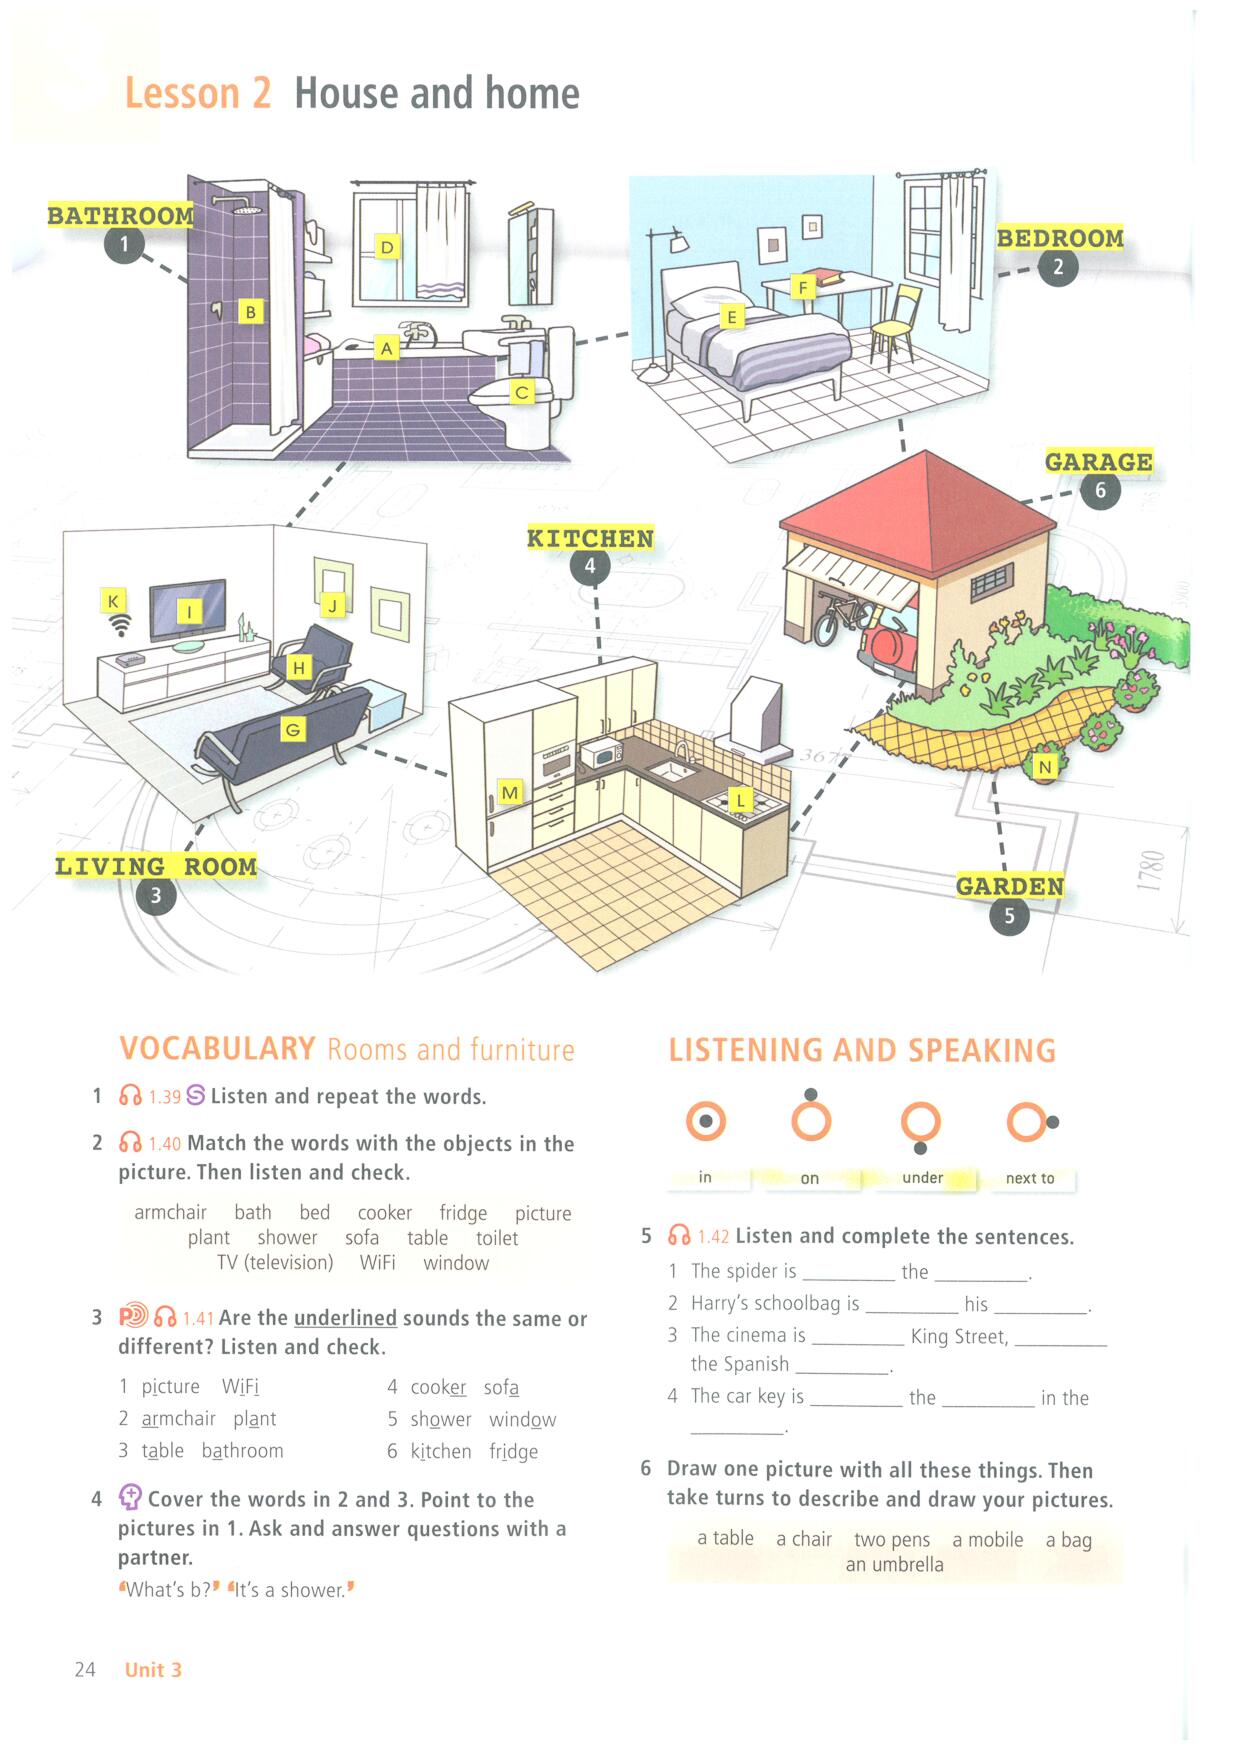 Lesson 2 House and home
BATHROOM
1
BEDROOM
2
D
B
A
C
F
E
GARAGE
6
KITCHEN
4
K
I
J
H
G
M
L
N
367
1780
LIVING ROOM
3
GARDEN
5
VOCABULARY Rooms and furniture
1 1.39 S Listen and repeat the words.
2 1.40 Match the words with the objects in the
picture. Then listen and check.
armchair bath bed cooker fridge picture
plant shower sofa table toilet
TV (television) WiFi window
3 P 1.41 Are the underlined sounds the same or
different? Listen and check.
1 picture WiFi
2 armchair plant
3 table bathroom
4 cooker sofa
5 shower window
6 kitchen fridge
4 Cover the words in 2 and 3. Point to the
pictures in 1. Ask and answer questions with a
partner.
‘What's b?’ ‘It's a shower.’
LISTENING AND SPEAKING
in on under next to
5 1.42 Listen and complete the sentences.
1 The spider is _________ the _________.
2 Harry's schoolbag is _________ his _________.
3 The cinema is _________ King Street, _________
the Spanish _________.
4 The car key is _________ the _________ in the
_________.
6 Draw one picture with all these things. Then
take turns to describe and draw your pictures.
a table a chair two pens a mobile a bag
an umbrella
24 Unit 3